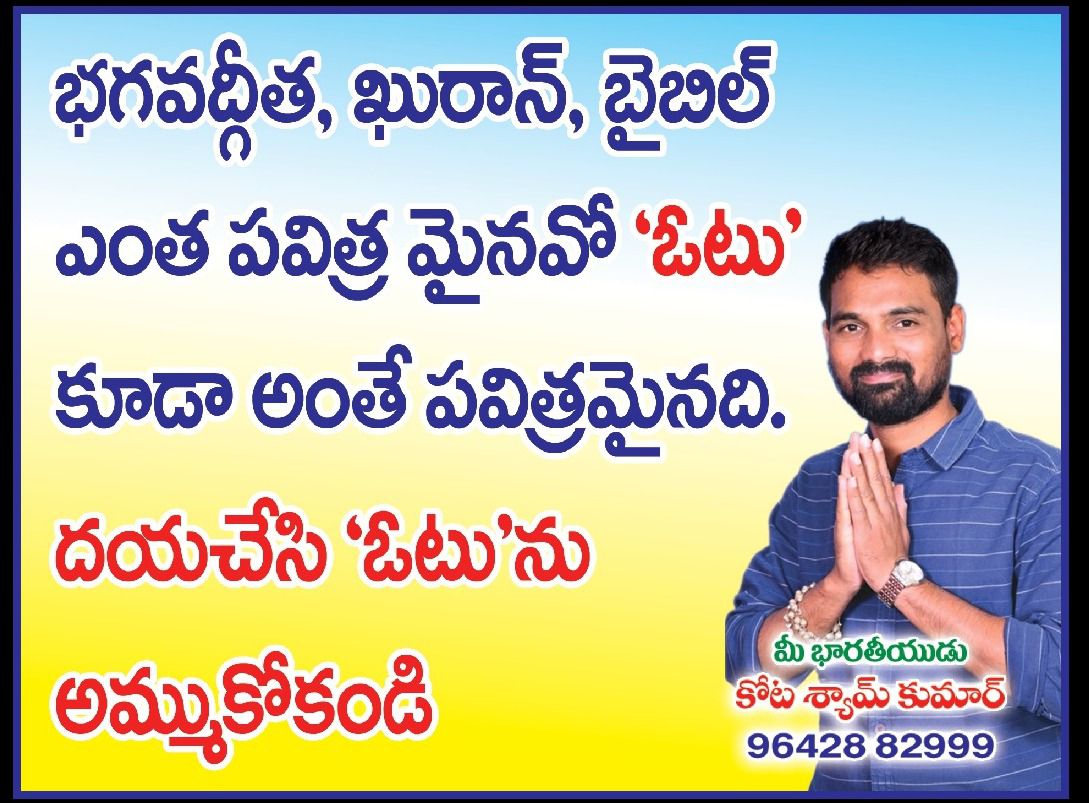 భగవద్గీత, ఖురాన్, బైబిల్
ఎంత పవిత్ర మైనవో ‘ఓటు’
కూడా అంతే పవిత్రమైనది.
దయచేసి ‘ఓటు’ను
అమ్ముకోకండి
మీ భారతీయుడు
కోట శ్యామ్ కుమార్
96428 82999